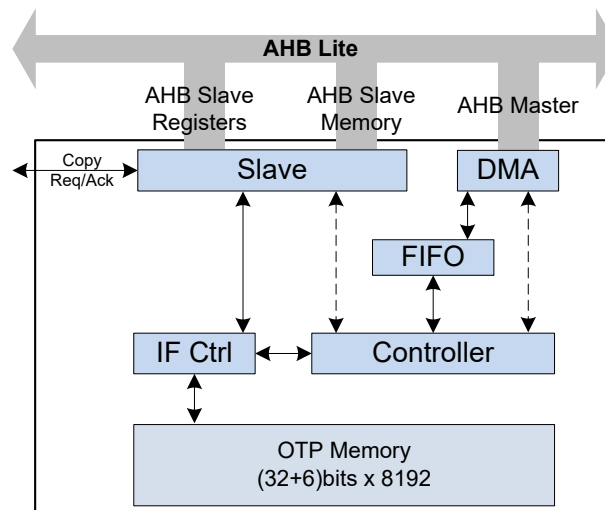 AHB Lite
AHB Slave
Registers
AHB Slave
Memory
AHB Master
Copy
Req/Ack
Slave
DMA
FIFO
IF Ctrl
Controller
OTP Memory
(32+6)bits x 8192